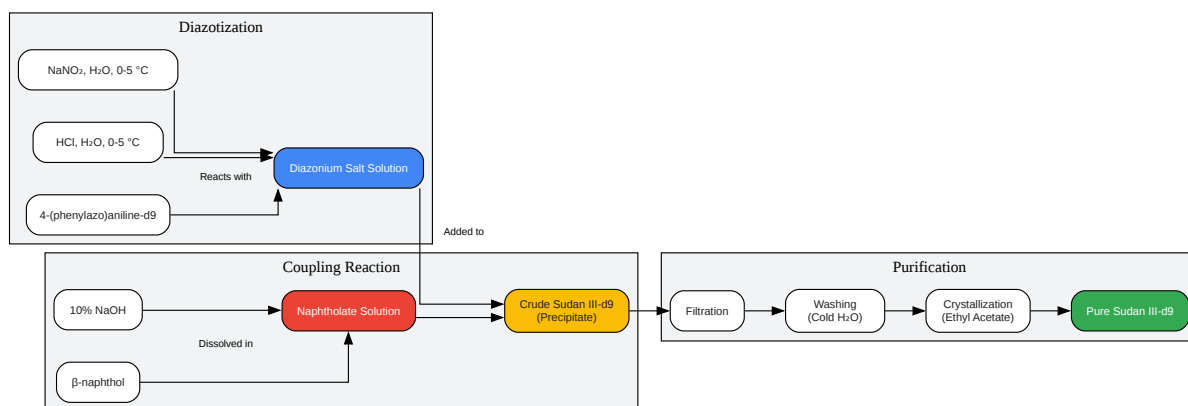 Diazotization
NaNO₂, H₂O, 0-5 °C
HCl, H₂O, 0-5 °C
Diazonium Salt Solution
Reacts with
4-(phenylazo)aniline-d9
Added to
Coupling Reaction
10% NaOH
Naphtholate Solution
Crude Sudan III-d9
(Precipitate)
Dissolved in
β-naphthol
Purification
Filtration
Washing
(Cold H₂O)
Crystallization
(Ethyl Acetate)
Pure Sudan III-d9